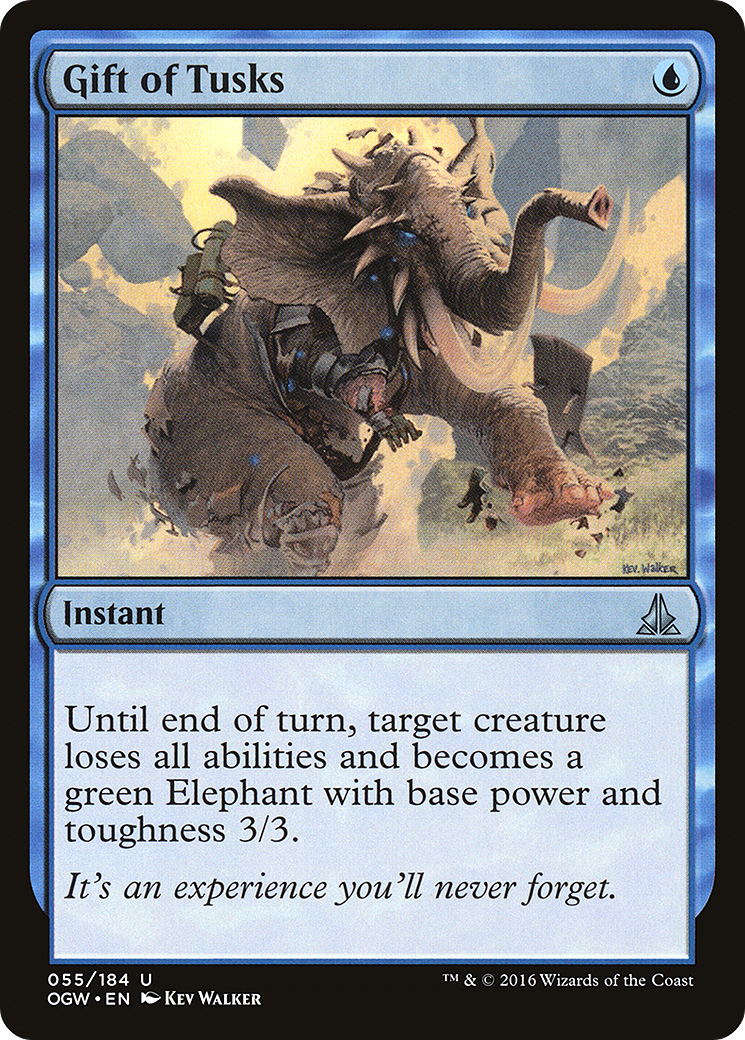 Gift of Tusks
Kev. Walker
Instant
Until end of turn, target creature
loses all abilities and becomes a
green Elephant with base power and
toughness 3/3.
It's an experience you'll never forget.
055/184 U
OGW • EN Kev Walker
™ & © 2016 Wizards of the Coast